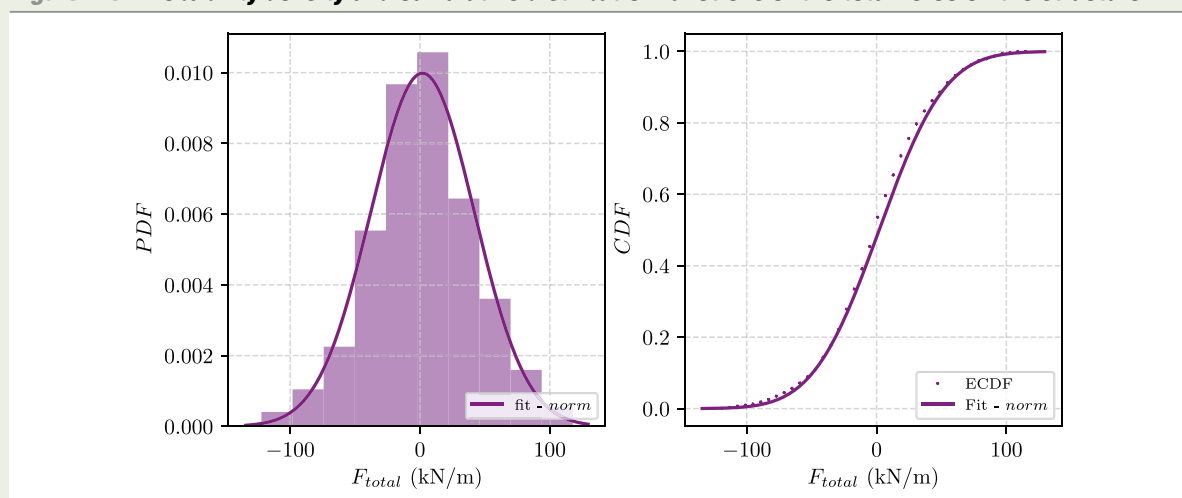 0.010
0.008
0.006
0.004
0.002
0.000
PDF
−100 0 100
F_total (kN/m)
fit - norm
1.0
0.8
0.6
0.4
0.2
0.0
CDF
−100 0 100
F_total (kN/m)
ECDF
Fit - norm